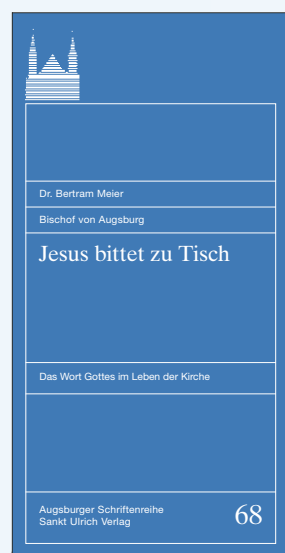 Dr. Bertram Meier
Bischof von Augsburg
Jesus bittet zu Tisch
Das Wort Gottes im Leben der Kirche
Augsburger Schriftenreihe
Sankt Ulrich Verlag
68